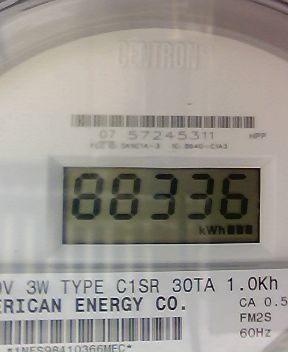 CENTRON
07 57245311 HPP
88336
kWh
0V 3W TYPE C1SR 30TA 1.0Kh
ERICAN ENERGY CO. CA 0.5
FM2S
60Hz